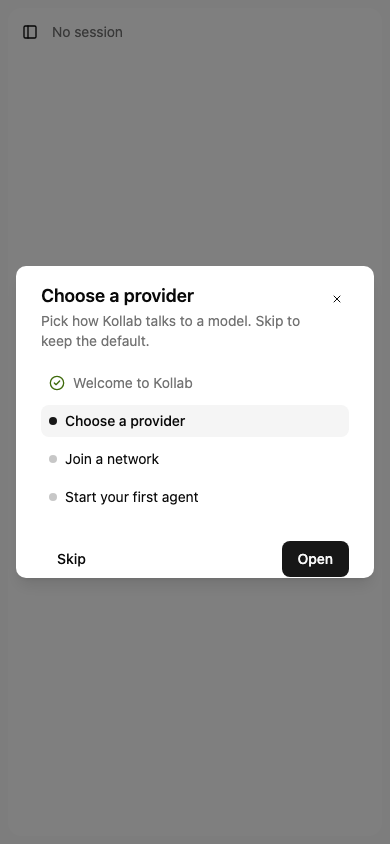 No session
Choose a provider
Pick how Kollab talks to a model. Skip to
keep the default.
Welcome to Kollab
Choose a provider
Join a network
Start your first agent
Skip
Open